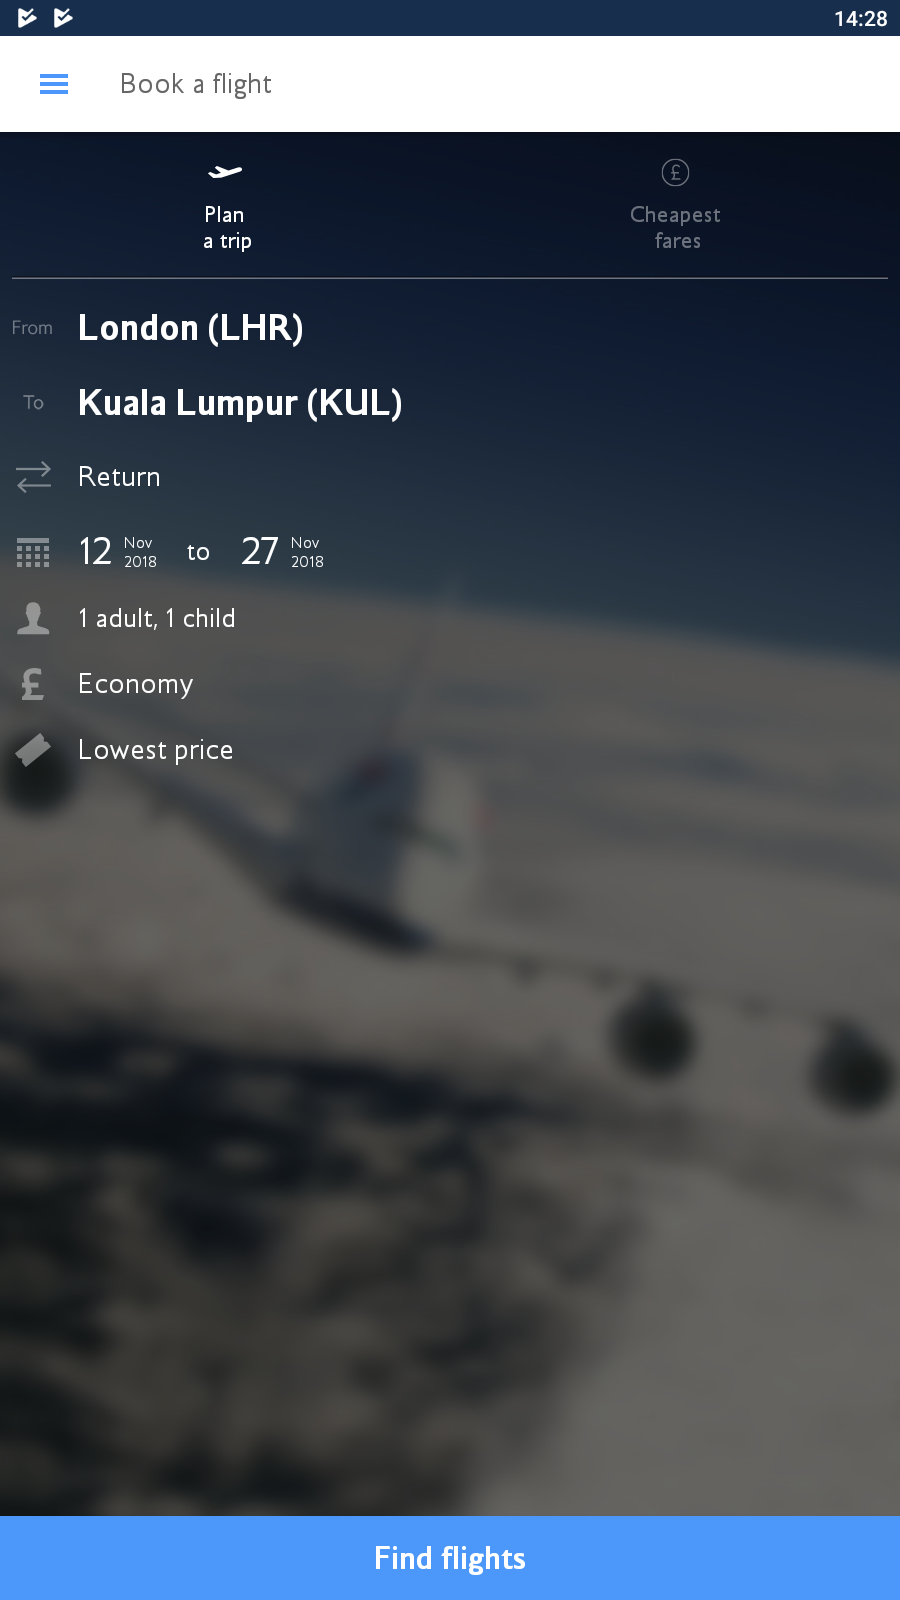 14:28
Book a flight
Plan
a trip
Cheapest
fares
From London (LHR)
To Kuala Lumpur (KUL)
Return
12 Nov 2018 to 27 Nov 2018
1 adult, 1 child
£ Economy
Lowest price
Find flights